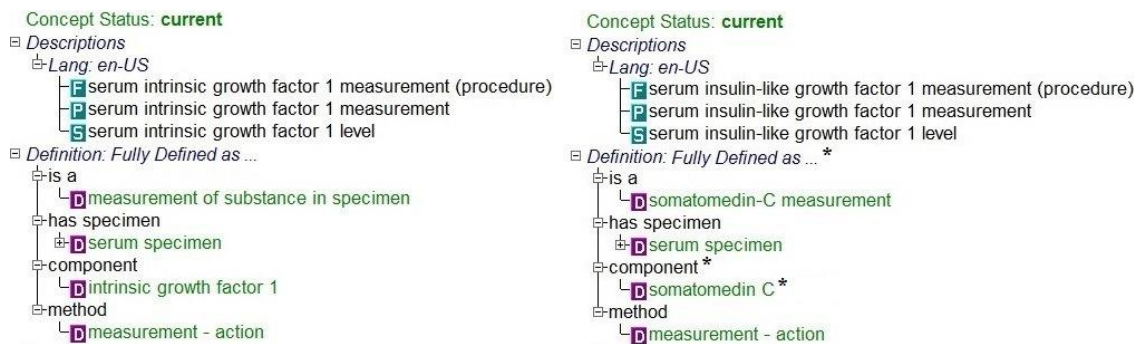 Concept Status: current
Descriptions
Lang: en-US
F serum intrinsic growth factor 1 measurement (procedure)
P serum intrinsic growth factor 1 measurement
S serum intrinsic growth factor 1 level
Definition: Fully Defined as ...
is a
D measurement of substance in specimen
has specimen
D serum specimen
component
D intrinsic growth factor 1
method
D measurement - action
Concept Status: current
Descriptions
Lang: en-US
F serum insulin-like growth factor 1 measurement (procedure)
P serum insulin-like growth factor 1 measurement
S serum insulin-like growth factor 1 level
Definition: Fully Defined as ... *
is a
D somatomedin-C measurement
has specimen
D serum specimen
component *
D somatomedin C *
method
D measurement - action